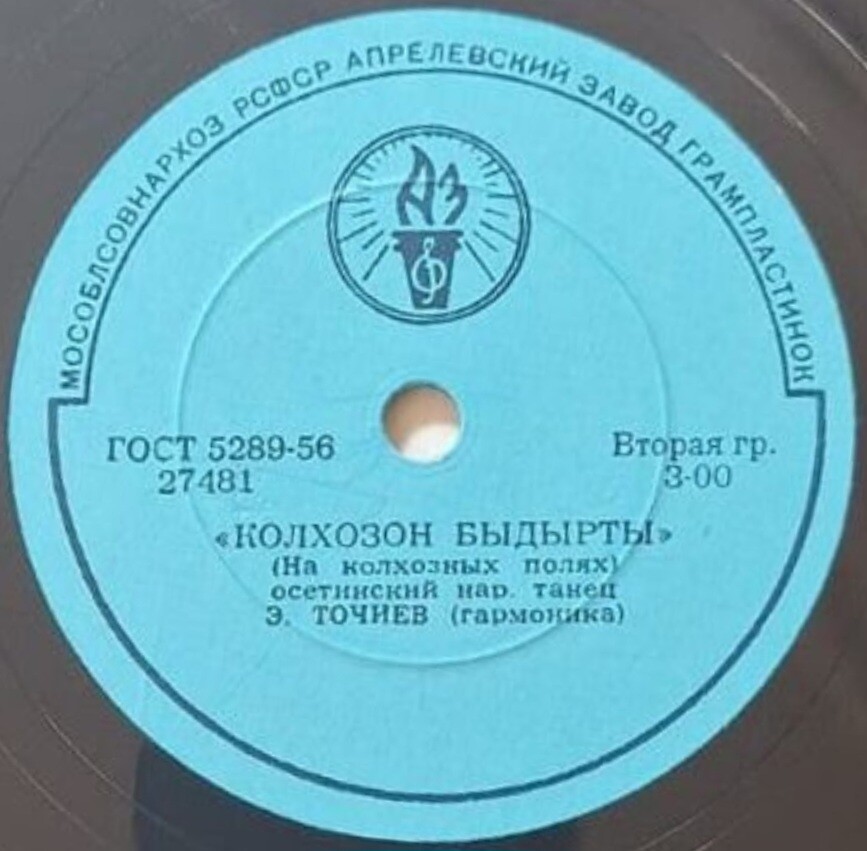 МОСОБЛСОВНАРХОЗ РСФСР АПРЕЛЕВСКИЙ ЗАВОД ГРАМПЛАСТИНОК
АЗ
ГОСТ 5289-56
27481
Вторая гр.
3-00
«КОЛХОЗОН БЫДЫРТЫ»
(На колхозных полях)
осетинский нар. танец
Э. ТОЧИЕВ (гармоника)